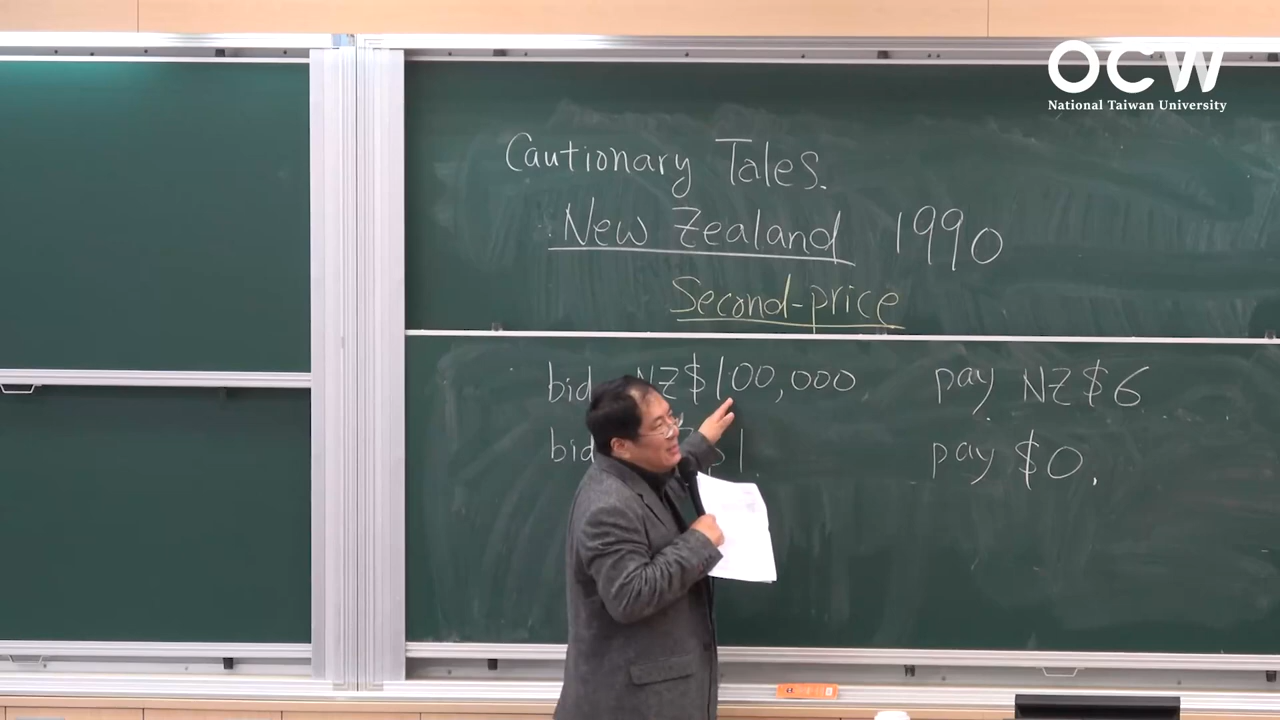 OCW
National Taiwan University
Cautionary Tales.
New Zealand 1990
Second-price
bid NZ$100,000 pay NZ$6
bid $1. pay $0.